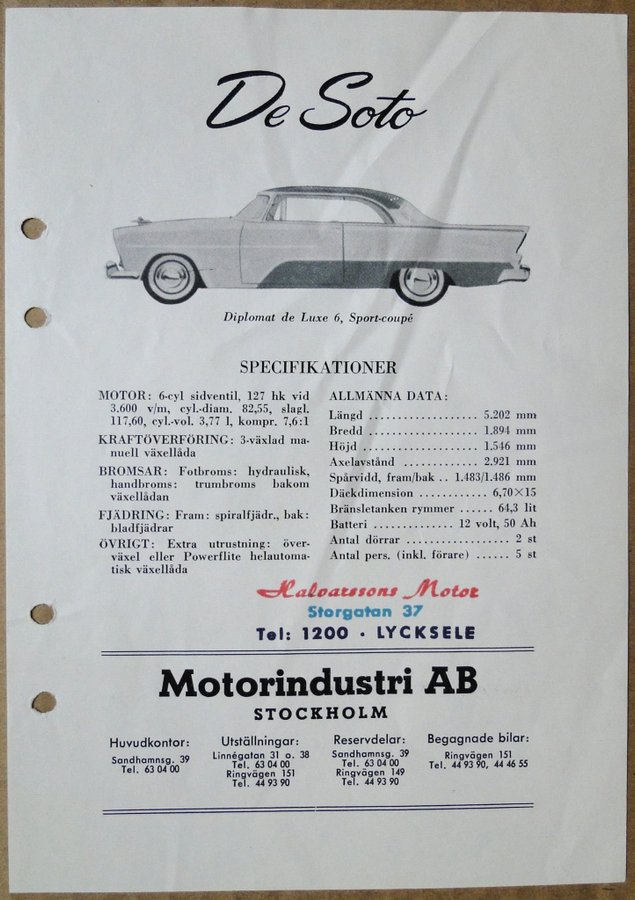 De Soto
Diplomat de Luxe 6, Sport-coupé
SPECIFIKATIONER
MOTOR: 6-cyl sidventil, 127 hk vid
3.600 v/m, cyl.-diam. 82,55, slagl.
117,60, cyl.-vol. 3,77 l, kompr. 7,6:1
KRAFTÖVERFÖRING: 3-växlad ma-
nuell växellåda
BROMSAR: Fotbroms: hydraulisk,
handbroms: trumbroms bakom
växellådan
FJÄDRING: Fram: spiralfjädr., bak:
bladfjädrar
ÖVRIGT: Extra utrustning: över-
växel eller Powerflite helautoma-
tisk växellåda
ALLMÄNNA DATA:
Längd .................. 5.202 mm
Bredd .................. 1.894 mm
Höjd .................. 1.546 mm
Axelavstånd .............. 2.921 mm
Spårvidd, fram/bak .. 1.483/1.486 mm
Däckdimension ............ 6,70×15
Bränsletanken rymmer ...... 64,3 lit
Batteri .............. 12 volt, 50 Ah
Antal dörrar .................. 2 st
Antal pers. (inkl. förare) ...... 5 st
Halvarssons Motor
Storgatan 37
Tel: 1200 · LYCKSELE
Motorindustri AB
STOCKHOLM
Huvudkontor:
Sandhamnsg. 39
Tel. 63 04 00
Utställningar:
Linnégatan 31 o. 38
Tel. 63 04 00
Ringvägen 151
Tel. 44 93 90
Reservdelar:
Sandhamnsg. 39
Tel. 63 04 00
Ringvägen 149
Tel. 44 93 90
Begagnade bilar:
Ringvägen 151
Tel. 44 93 90, 44 46 55